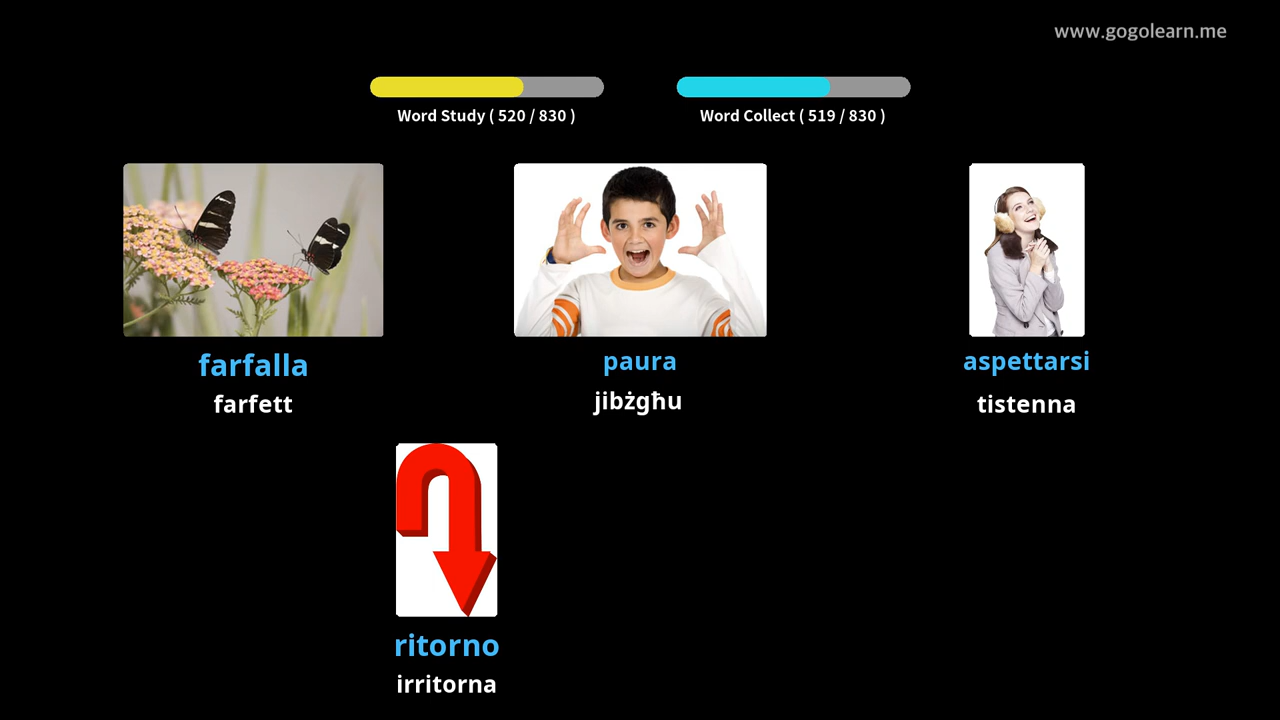 www.gogolearn.me
Word Study ( 520 / 830 )
Word Collect ( 519 / 830 )
farfalla
farfett
paura
jibżgħu
aspettarsi
tistenna
ritorno
irritorna